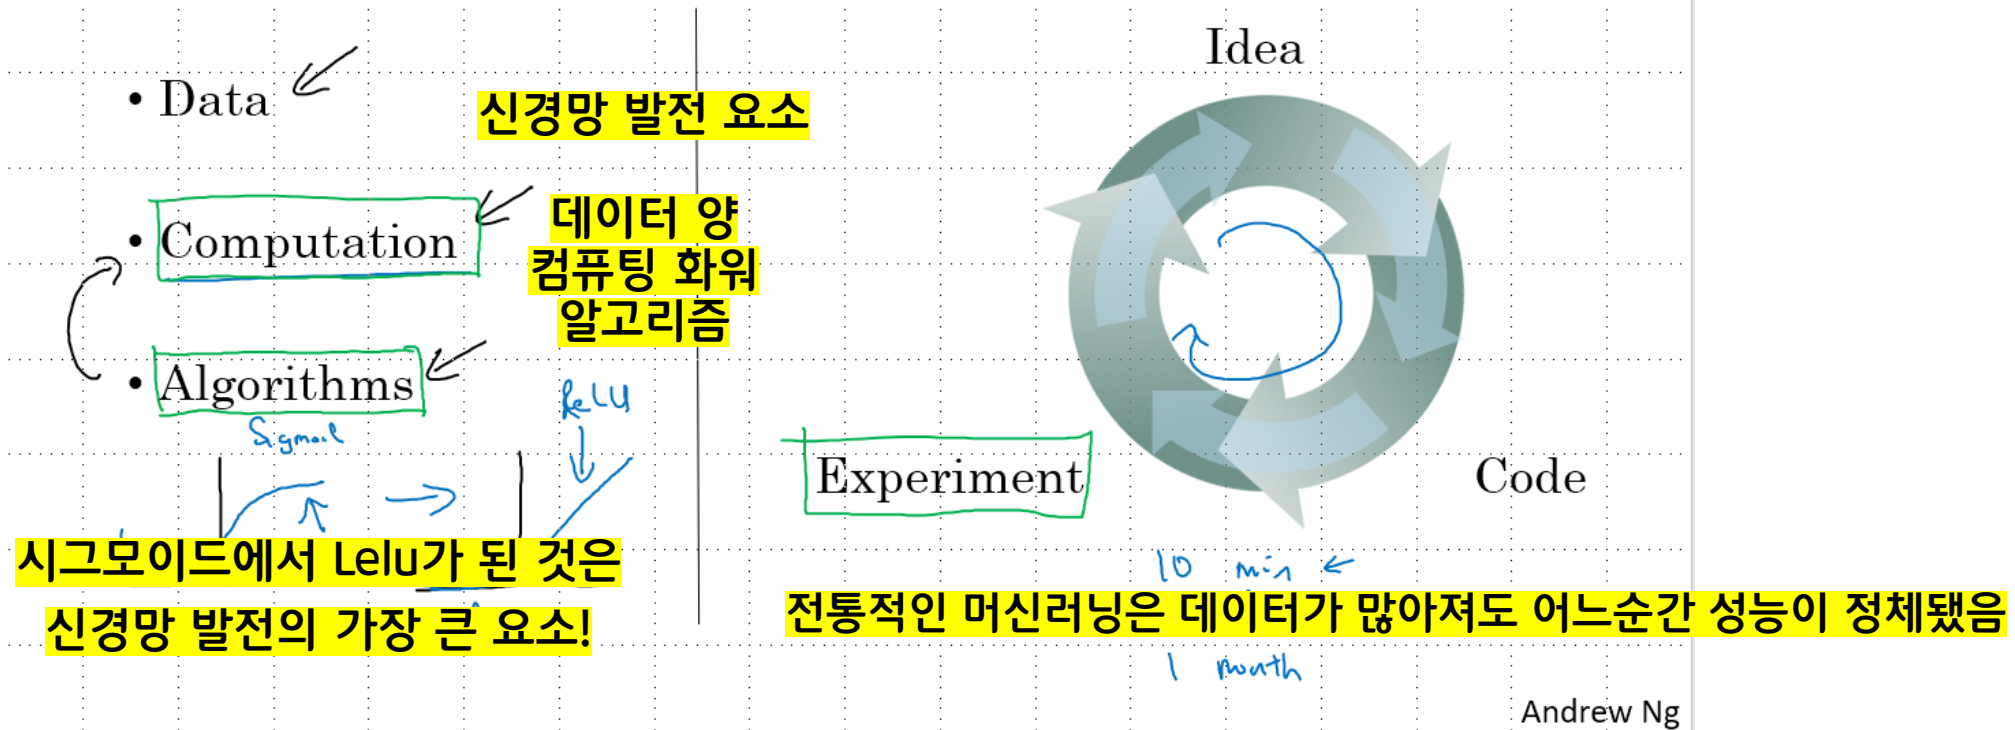 • Data
신경망 발전 요소
• Computation
데이터 양
컴퓨팅 화워
알고리즘
• Algorithms
ReLU
시그모이드에서 Lelu가 된 것은
신경망 발전의 가장 큰 요소!
Idea
Experiment
Code
10 min
전통적인 머신러닝은 데이터가 많아져도 어느순간 성능이 정체됐음
1 month
Andrew Ng